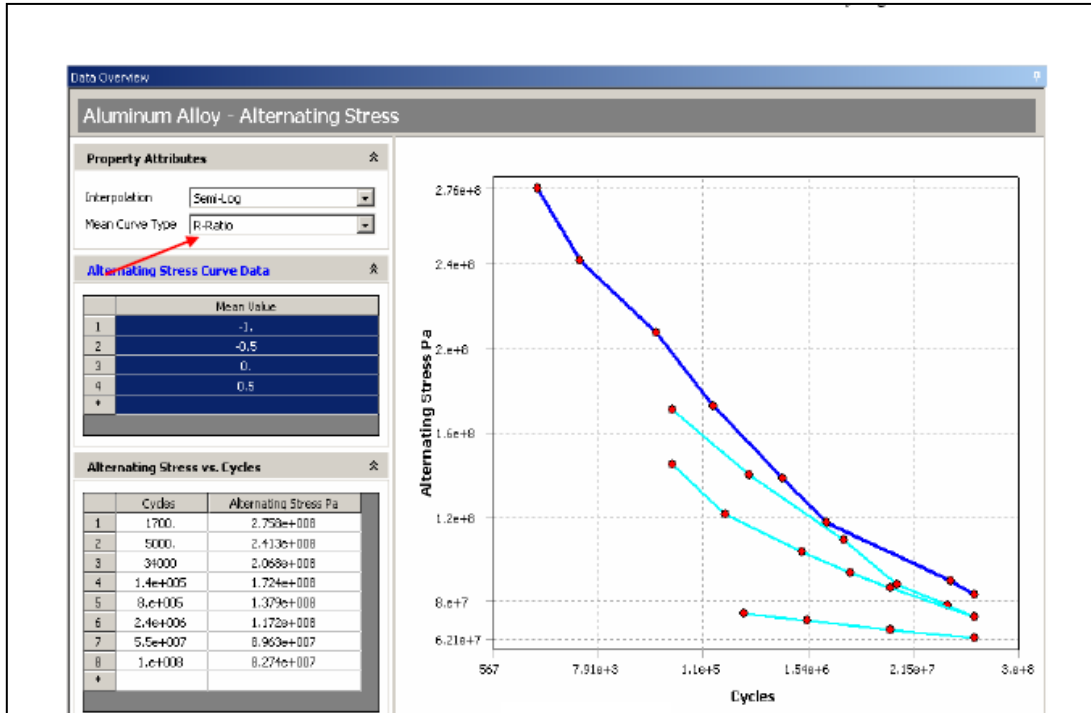 Data Overview
Aluminum Alloy - Alternating Stress
Property Attributes
Interpolation Semi-Log
Mean Curve Type R-Ratio
Alternating Stress Curve Data
Mean Value
1 -1.
2 -0.5
3 0.
4 0.5
*
Alternating Stress vs. Cycles
Cycles Alternating Stress Pa
1 1700. 2.758e+008
2 5000. 2.413e+008
3 34000 2.068e+008
4 1.4e+005 1.724e+008
5 8.e+005 1.379e+008
6 2.4e+006 1.172e+008
7 5.5e+007 8.963e+007
8 1.e+008 8.274e+007
*
Alternating Stress Pa
2.76e+8
2.4e+8
2.e+8
1.6e+8
1.2e+8
8.e+7
6.21e+7
567 7.91e+3 1.1e+5 1.54e+6 2.15e+7 3.e+8
Cycles